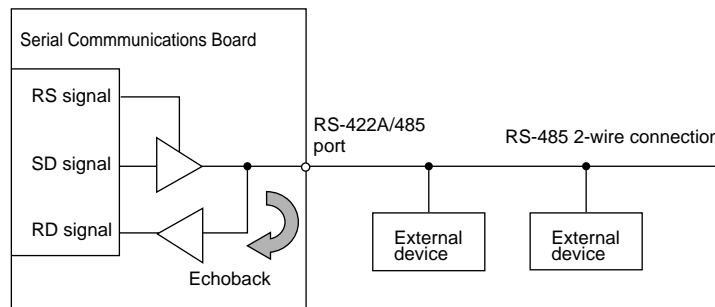 Serial Commmunications Board
RS signal
SD signal
RD signal
Echoback
RS-422A/485
port
RS-485 2-wire connection
External
device
External
device